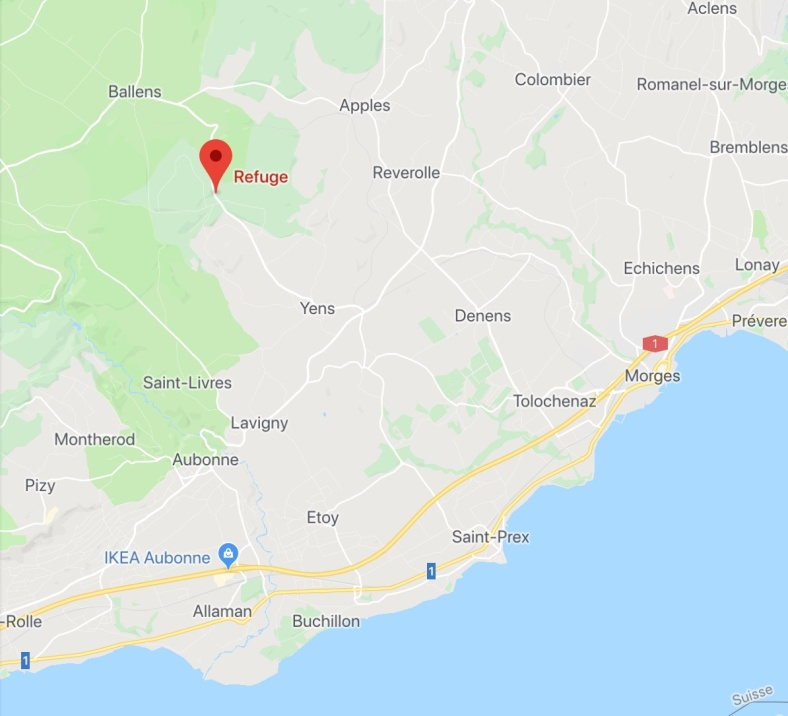 Aclens
Colombier
Romanel-sur-Morge
Ballens
Apples
Bremblens
Reverolle
Refuge
Echichens
Lonay
Yens
Denens
Prévere
1
Morges
Saint-Livres
Tolochenaz
Lavigny
Montherod
Aubonne
Pizy
Etoy
Saint-Prex
IKEA Aubonne
1
Allaman
-Rolle
Buchillon
1
Suisse